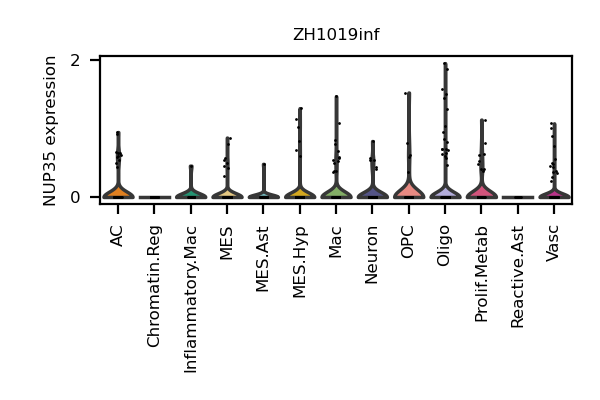 ZH1019inf
NUP35 expression
2
0
AC
Chromatin.Reg
Inflammatory.Mac
MES
MES.Ast
MES.Hyp
Mac
Neuron
OPC
Oligo
Prolif.Metab
Reactive.Ast
Vasc